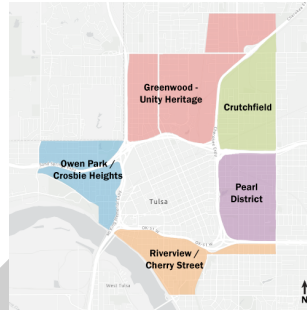 Greenwood -
Unity Heritage
Crutchfield
Owen Park /
Crosbie Heights
Pearl
District
Tulsa
Riverview /
Cherry Street
West Tulsa
N